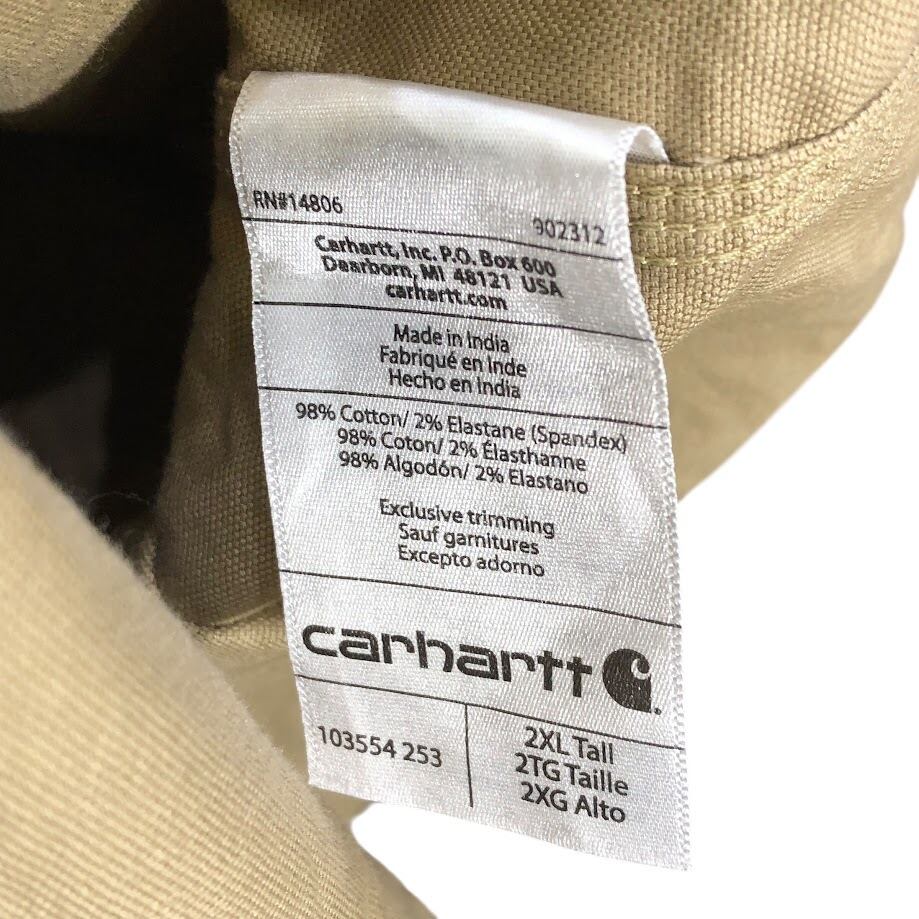 RN#14806
902312
Carhartt, Inc. P.O. Box 600
Dearborn, MI 48121 USA
carhartt.com
Made in India
Fabriqué en Inde
Hecho en India
98% Cotton/ 2% Elastane (Spandex)
98% Coton/ 2% Élasthanne
98% Algodón/ 2% Elastano
Exclusive trimming
Sauf garnitures
Excepto adorno
carhartt
103554 253
2XL Tall
2TG Taille
2XG Alto